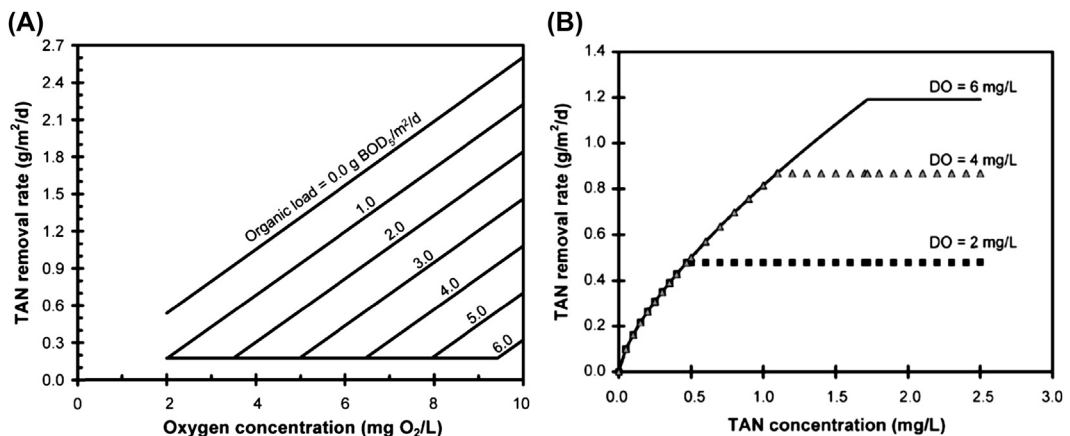 (A)
2.7
2.4
2.1
1.8
1.5
1.2
0.9
0.6
0.3
0.0
TAN removal rate (g/m²/d)
Organic load = 0.0 g BOD₅/m²/d
1.0
2.0
3.0
4.0
5.0
6.0
0 2 4 6 8 10
Oxygen concentration (mg O₂/L)
(B)
1.4
1.2
1.0
0.8
0.6
0.4
0.2
0.0
TAN removal rate (g/m²/d)
DO = 6 mg/L
DO = 4 mg/L
DO = 2 mg/L
0.0 0.5 1.0 1.5 2.0 2.5 3.0
TAN concentration (mg/L)